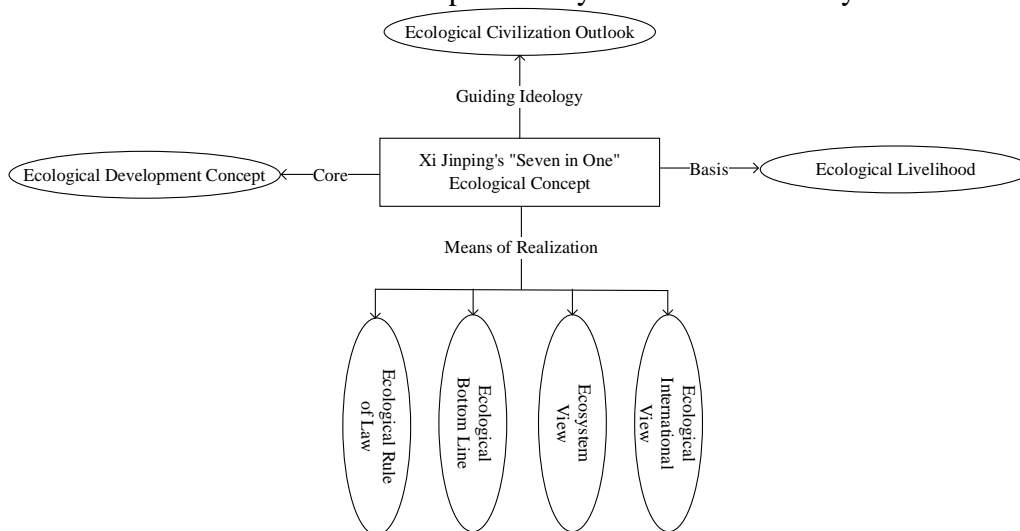 Ecological Civilization Outlook
Guiding Ideology
Xi Jinping's "Seven in One"
Ecological Concept
Ecological Development Concept
Core
Basis
Ecological Livelihood
Means of Realization
Ecological Rule
of Law
Ecological
Bottom Line
Ecosystem
View
Ecological
International
View